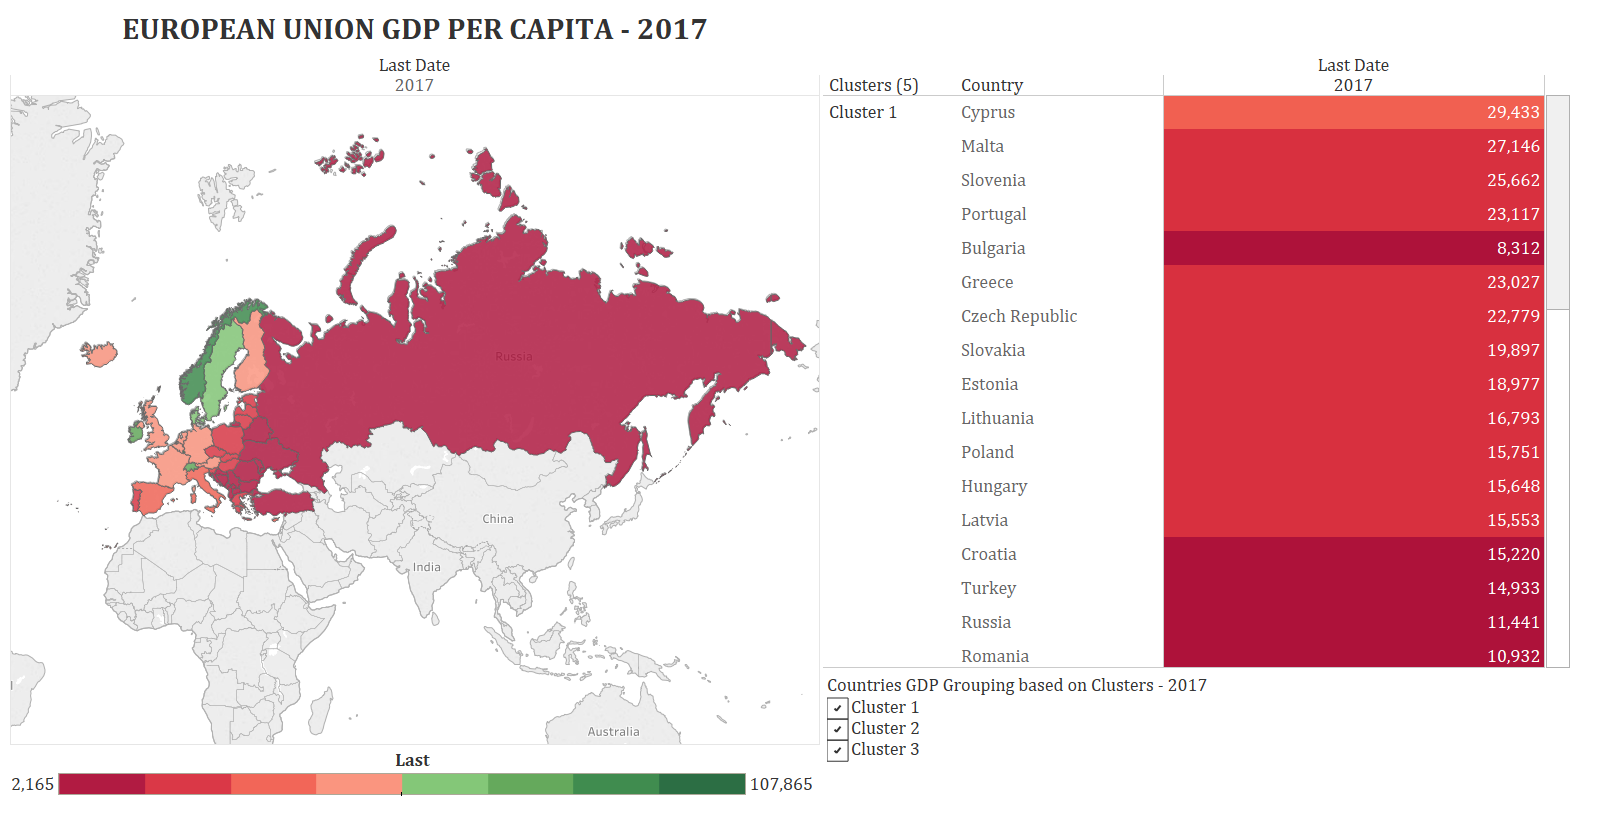 EUROPEAN UNION GDP PER CAPITA - 2017
Last Date
2017
Russia
China
India
Australia
Last
2,165
107,865
Last Date
Clusters (5) Country 2017
Cluster 1 Cyprus 29,433
Malta 27,146
Slovenia 25,662
Portugal 23,117
Bulgaria 8,312
Greece 23,027
Czech Republic 22,779
Slovakia 19,897
Estonia 18,977
Lithuania 16,793
Poland 15,751
Hungary 15,648
Latvia 15,553
Croatia 15,220
Turkey 14,933
Russia 11,441
Romania 10,932
Countries GDP Grouping based on Clusters - 2017
Cluster 1
Cluster 2
Cluster 3